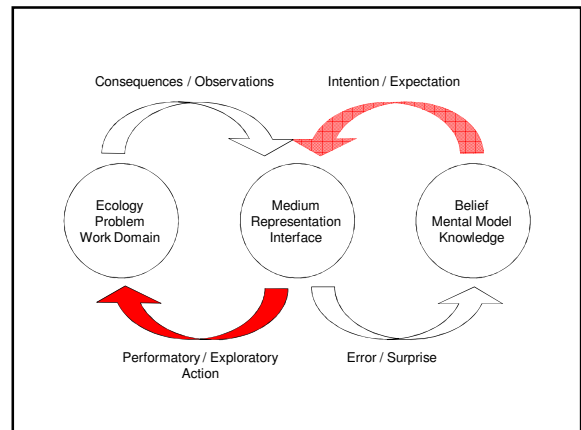 Consequences / Observations
Intention / Expectation
Ecology
Problem
Work Domain
Medium
Representation
Interface
Belief
Mental Model
Knowledge
Performatory / Exploratory
Action
Error / Surprise